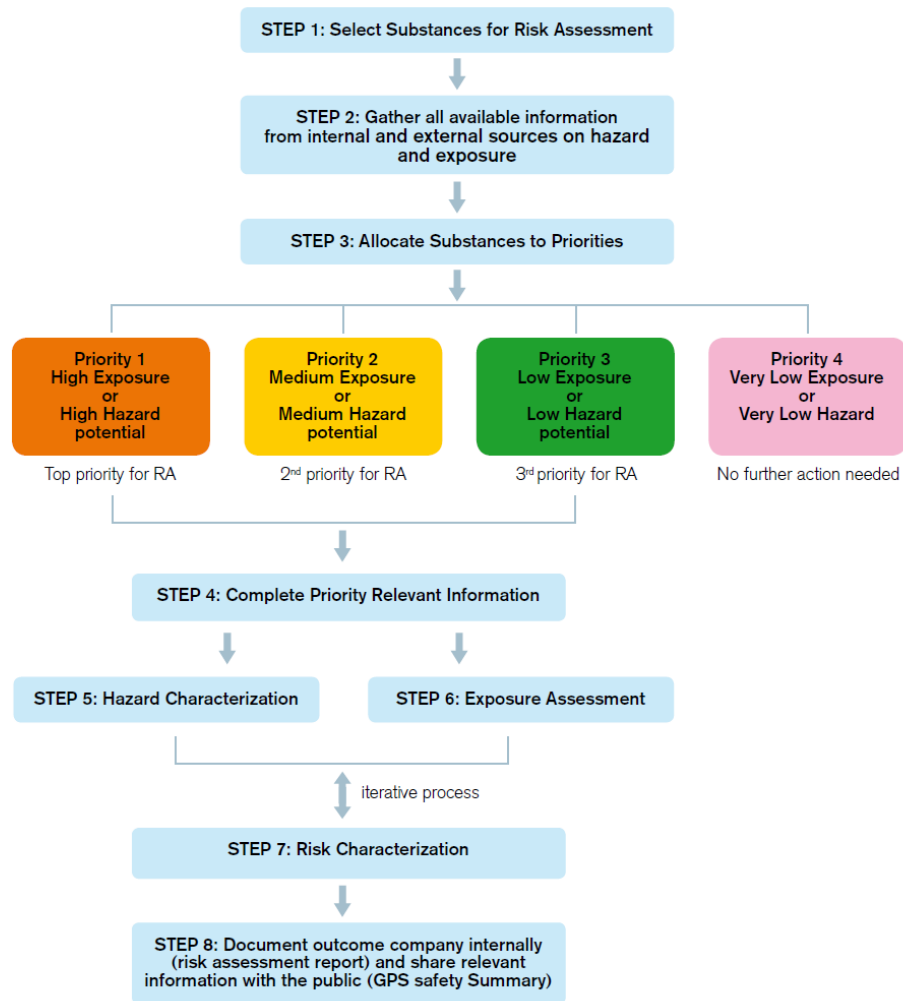 STEP 1: Select Substances for Risk Assessment
STEP 2: Gather all available information
from internal and external sources on hazard
and exposure
STEP 3: Allocate Substances to Priorities
Priority 1
High Exposure
or
High Hazard
potential
Top priority for RA
Priority 2
Medium Exposure
or
Medium Hazard
potential
2nd priority for RA
Priority 3
Low Exposure
or
Low Hazard
potential
3rd priority for RA
Priority 4
Very Low Exposure
or
Very Low Hazard
No further action needed
STEP 4: Complete Priority Relevant Information
STEP 5: Hazard Characterization
STEP 6: Exposure Assessment
iterative process
STEP 7: Risk Characterization
STEP 8: Document outcome company internally
(risk assessment report) and share relevant
information with the public (GPS safety Summary)